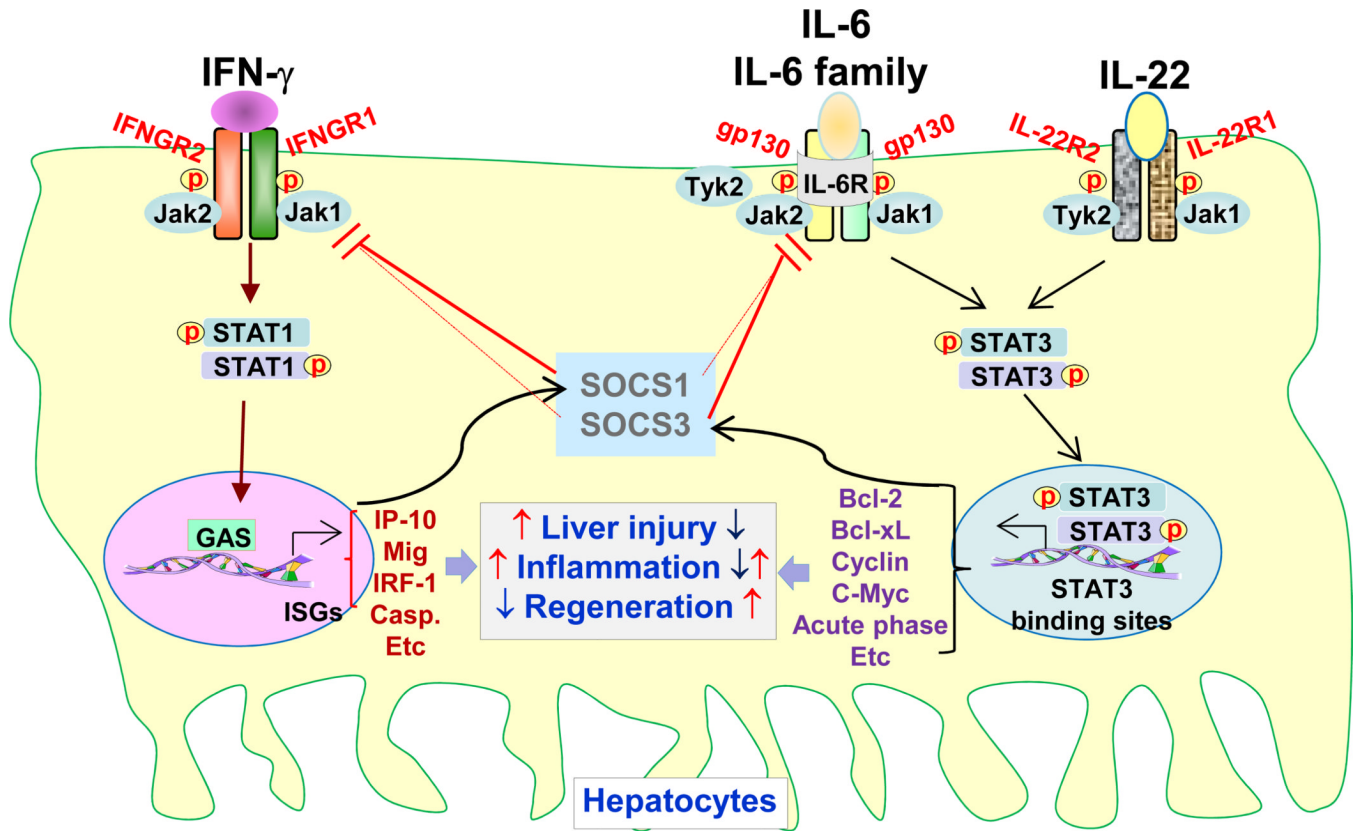 IFN-γ
IL-6
IL-6 family
IL-22
IFNGR2
IFNGR1
gp130
gp130
IL-22R2
IL-22R1
p
p
Jak2
Jak1
Tyk2
p
IL-6R
p
Jak2
Jak1
p
p
Tyk2
Jak1
p STAT1
STAT1 p
p STAT3
STAT3 p
SOCS1
SOCS3
GAS
ISGs
IP-10
Mig
IRF-1
Casp.
Etc
↑ Liver injury ↓
↑ Inflammation ↓↑
↓ Regeneration ↑
Bcl-2
Bcl-xL
Cyclin
C-Myc
Acute phase
Etc
p STAT3
STAT3 p
STAT3
binding sites
Hepatocytes